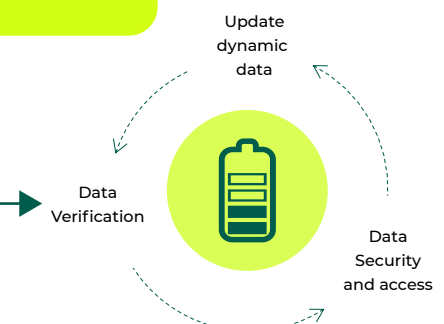 Update
dynamic
data
Data
Verification
Data
Security
and access